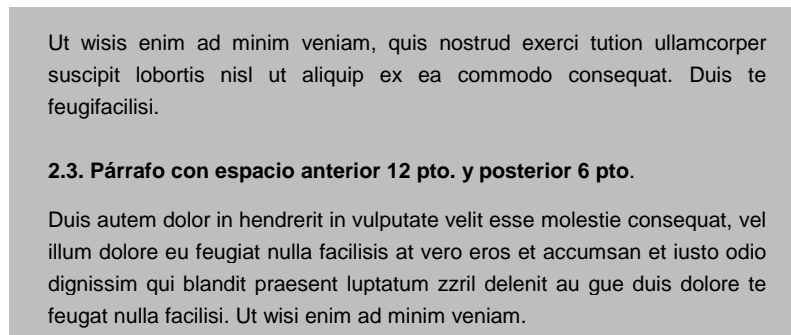 Ut wisis enim ad minim veniam, quis nostrud exerci tution ullamcorper
suscipit lobortis nisl ut aliquip ex ea commodo consequat. Duis te
feugifacilisi.
2.3. Párrafo con espacio anterior 12 pto. y posterior 6 pto.
Duis autem dolor in hendrerit in vulputate velit esse molestie consequat, vel
illum dolore eu feugiat nulla facilisis at vero eros et accumsan et iusto odio
dignissim qui blandit praesent luptatum zzril delenit au gue duis dolore te
feugat nulla facilisi. Ut wisi enim ad minim veniam.